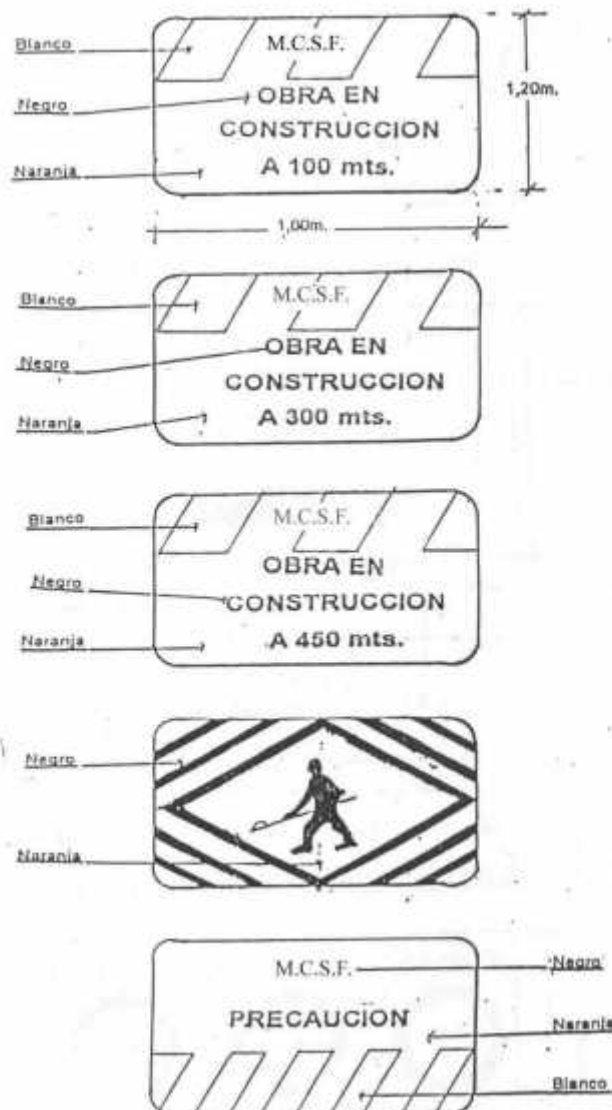 Blanco
M.C.S.F.
1,20m.
Negro
OBRA EN
CONSTRUCCION
Naranja
A 100 mts.
1,60m.
Blanco
M.C.S.F.
Negro
OBRA EN
CONSTRUCCION
Naranja
A 300 mts.
Blanco
M.C.S.F.
OBRA EN
Negro
CONSTRUCCION
Naranja
A 450 mts.
Negro
Naranja
M.C.S.F.
Negro
PRECAUCION
Naranja
Blanco